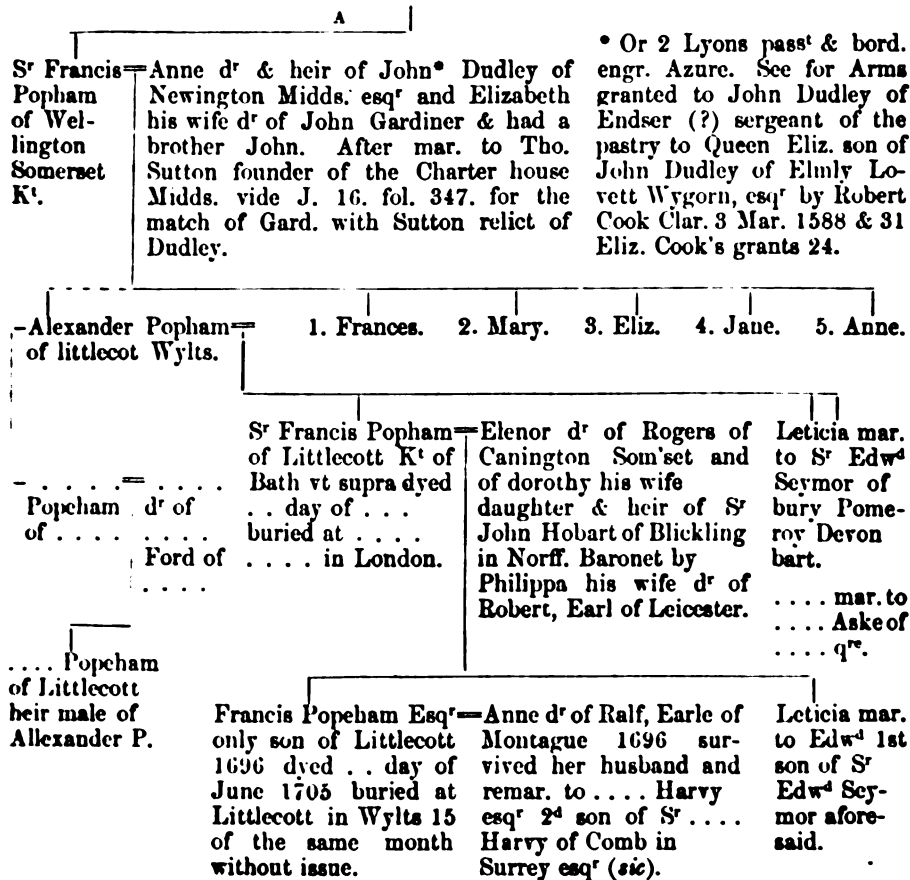 A
Sʳ Francis═
Popham
of Wel-
lington
Somerset
Kᵗ.
Anne dʳ & heir of John* Dudley of
Newington Midds. esqʳ and Elizabeth
his wife dʳ of John Gardiner & had a
brother John. After mar. to Tho.
Sutton founder of the Charter house
Midds. vide J. 16. fol. 347. for the
match of Gard. with Sutton relict of
Dudley.
* Or 2 Lyons passᵗ & bord.
engr. Azure. See for Arms
granted to John Dudley of
Endser (?) sergeant of the
pastry to Queen Eliz. son of
John Dudley of Elmly Lo-
vett Wygorn, esqʳ by Robert
Cook Clar. 3 Mar. 1588 & 31
Eliz. Cook's grants 24.
-Alexander Popham═
of littlecot Wylts.
1. Frances. 2. Mary. 3. Eliz. 4. Jane. 5. Anne.
Sʳ Francis Popham═
of Littlecott Kᵗ of
Bath vt supra dyed
. . day of . . .
buried at . . . .
. . . . in London.
Elenor dʳ of Rogers of
Canington Som'set and
of dorothy his wife
daughter & heir of Sʳ
John Hobart of Blickling
in Norff. Baronet by
Philippa his wife dʳ of
Robert, Earl of Leicester.
Leticia mar.
to Sʳ Edwᵈ
Seymor of
bury Pome-
roy Devon
bart.
. . . . mar. to
. . . . Aske of
. . . . qʳᵉ.
- . . . . .═. . . . .
Popeham dʳ of
of . . . . . . . . .
Ford of
. . . . .
. . . . Popeham
of Littlecott
heir male of
Allexander P.
Francis Popeham Esqʳ═
only son of Littlecott
1696 dyed . . day of
June 1705 buried at
Littlecott in Wylts 15
of the same month
without issue.
Anne dʳ of Ralf, Earle of
Montague 1696 sur-
vived her husband and
remar. to . . . . Harvy
esqʳ 2ᵈ son of Sʳ . . . .
Harvy of Comb in
Surrey esqʳ (sic).
Leticia mar.
to Edwᵈ 1st
son of Sʳ
Edwᵈ Sey-
mor afore-
said.